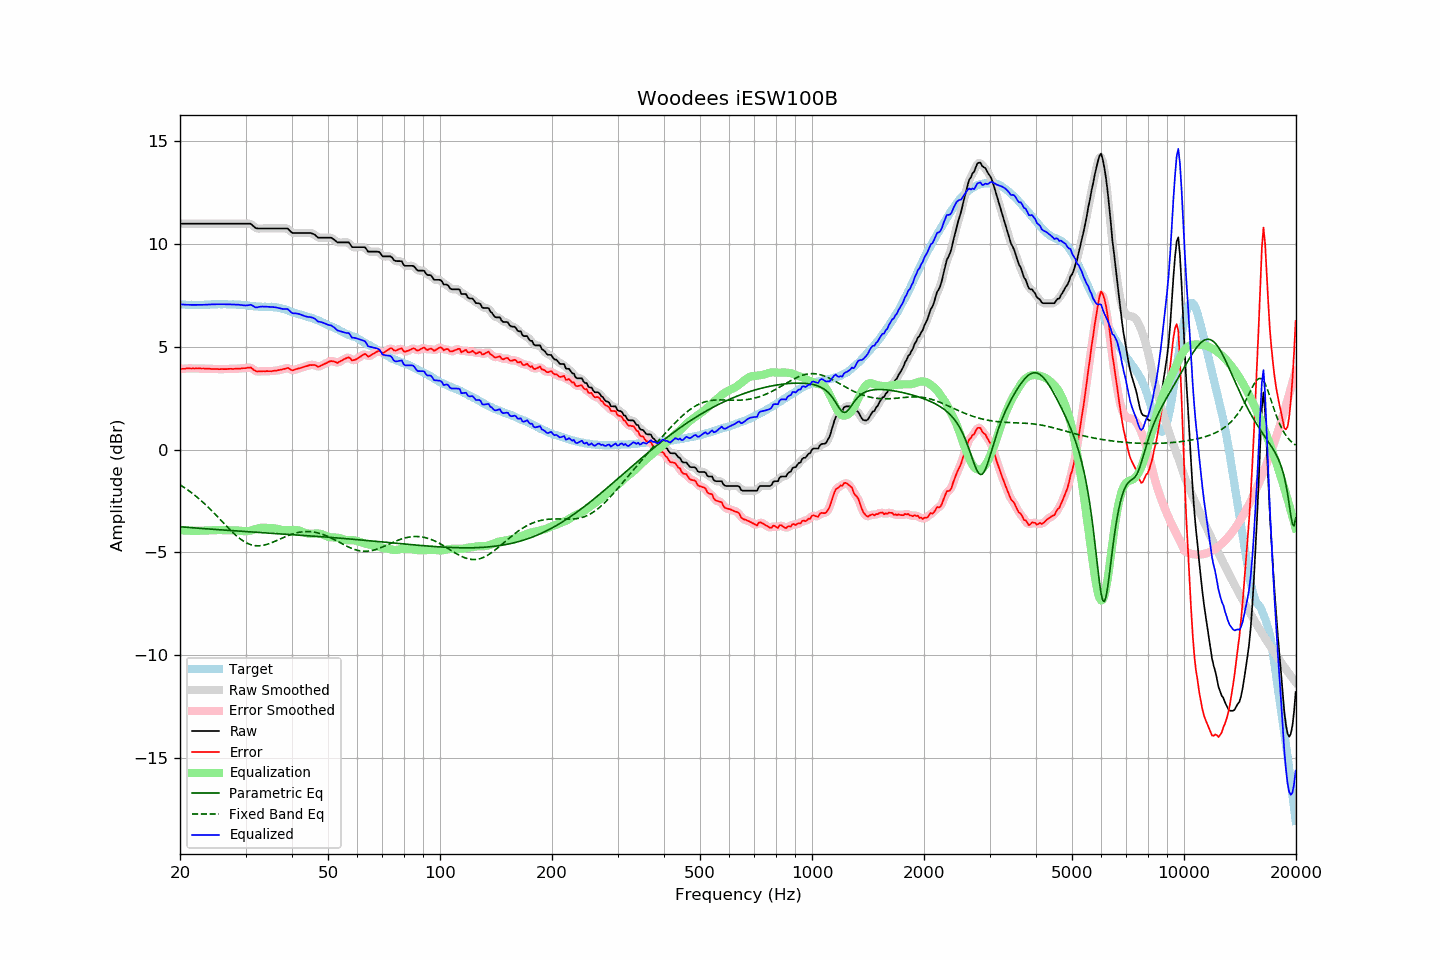 Woodees iESW100B
15
10
5
0
−5
−10
−15
Amplitude (dBr)
Target
Raw Smoothed
Error Smoothed
Raw
Error
Equalization
Parametric Eq
Fixed Band Eq
Equalized
20 50 100 200 500 1000 2000 5000 10000 20000
Frequency (Hz)